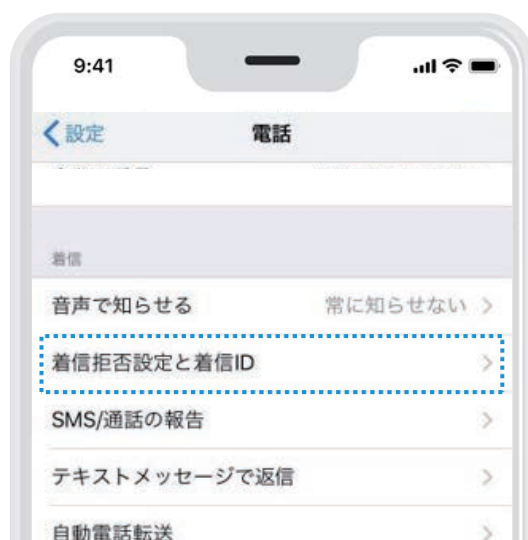 9:41
設定
電話
着信
音声で知らせる 常に知らせない
着信拒否設定と着信ID
SMS/通話の報告
テキストメッセージで返信
自動電話転送